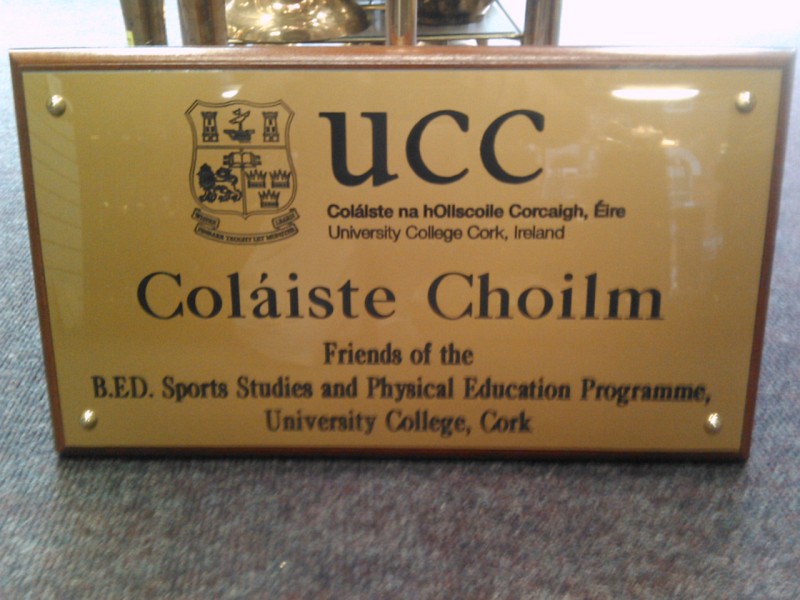 ucc
Coláiste na hOllscoile Corcaigh, Éire
University College Cork, Ireland
Coláiste Choilm
Friends of the
B.ED. Sports Studies and Physical Education Programme,
University College, Cork